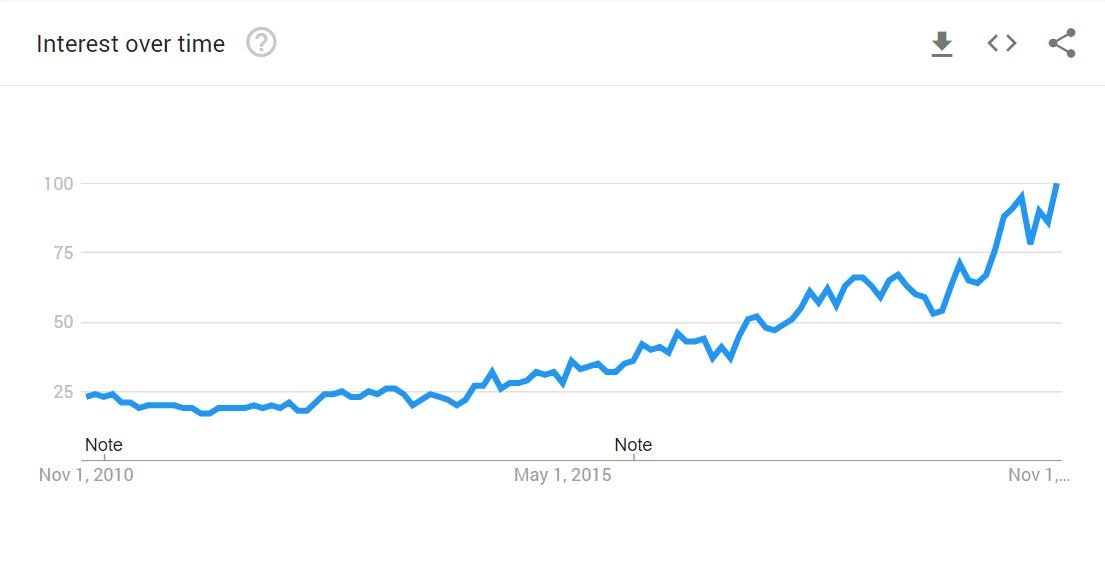 Interest over time ?
100
75
50
25
Note Note
Nov 1, 2010 May 1, 2015 Nov 1,...